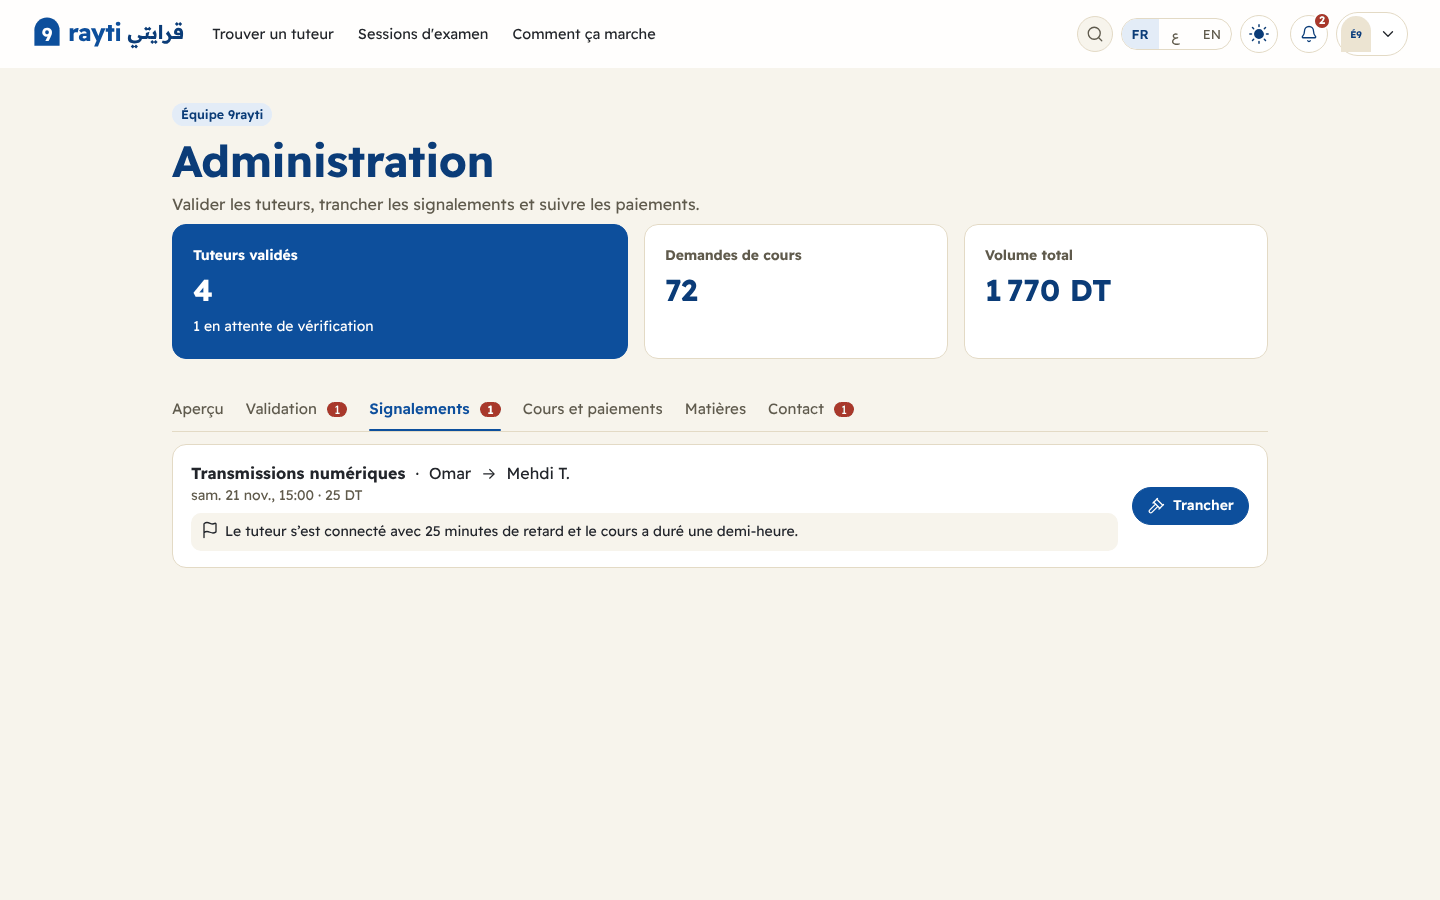 9 rayti قرايتي
Trouver un tuteur
Sessions d'examen
Comment ça marche
FR
ع
EN
2
É9
Équipe 9rayti
Administration
Valider les tuteurs, trancher les signalements et suivre les paiements.
Tuteurs validés
4
1 en attente de vérification
Demandes de cours
72
Volume total
1 770 DT
Aperçu
Validation 1
Signalements 1
Cours et paiements
Matières
Contact 1
Transmissions numériques · Omar → Mehdi T.
sam. 21 nov., 15:00 · 25 DT
Le tuteur s’est connecté avec 25 minutes de retard et le cours a duré une demi-heure.
Trancher